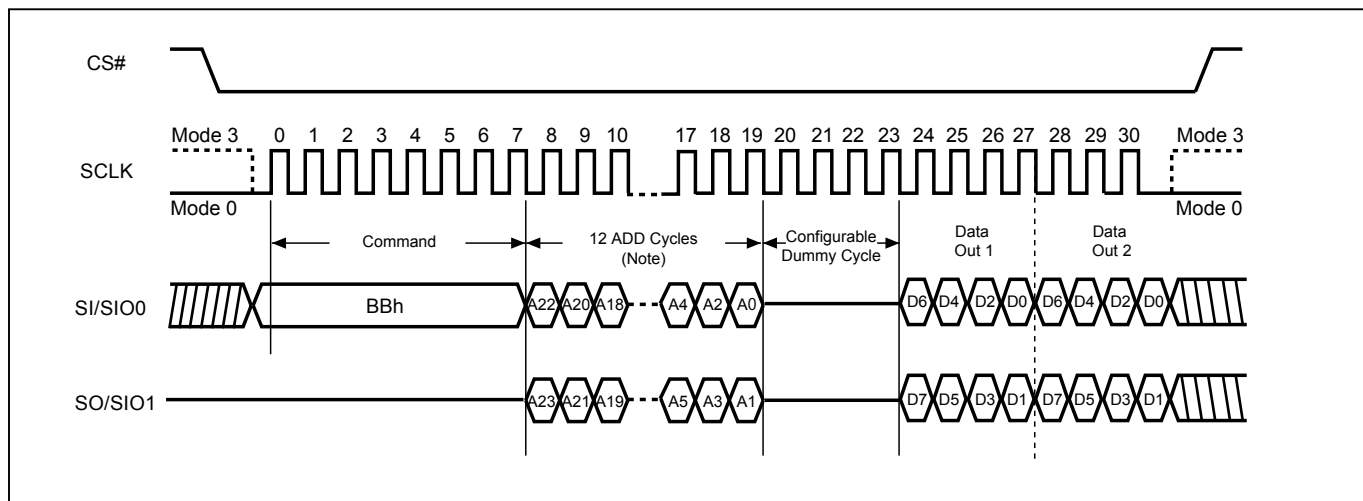 CS#
Mode 3 0 1 2 3 4 5 6 7 8 9 10 17 18 19 20 21 22 23 24 25 26 27 28 29 30 Mode 3
SCLK
Mode 0 Mode 0
Command 12 ADD Cycles (Note) Configurable Dummy Cycle Data Out 1 Data Out 2
SI/SIO0 BBh A22 A20 A18 A4 A2 A0 D6 D4 D2 D0 D6 D4 D2 D0
SO/SIO1 A23 A21 A19 A5 A3 A1 D7 D5 D3 D1 D7 D5 D3 D1